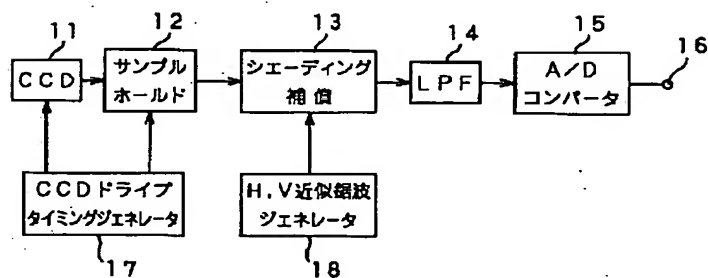 11
12
13
14
15
16
CCD
サンプル
ホールド
シェーディング
補償
LPF
A/D
コンバータ
CCDドライブ
タイミングジェネレータ
H,V近似鋸波
ジェネレータ
17
18